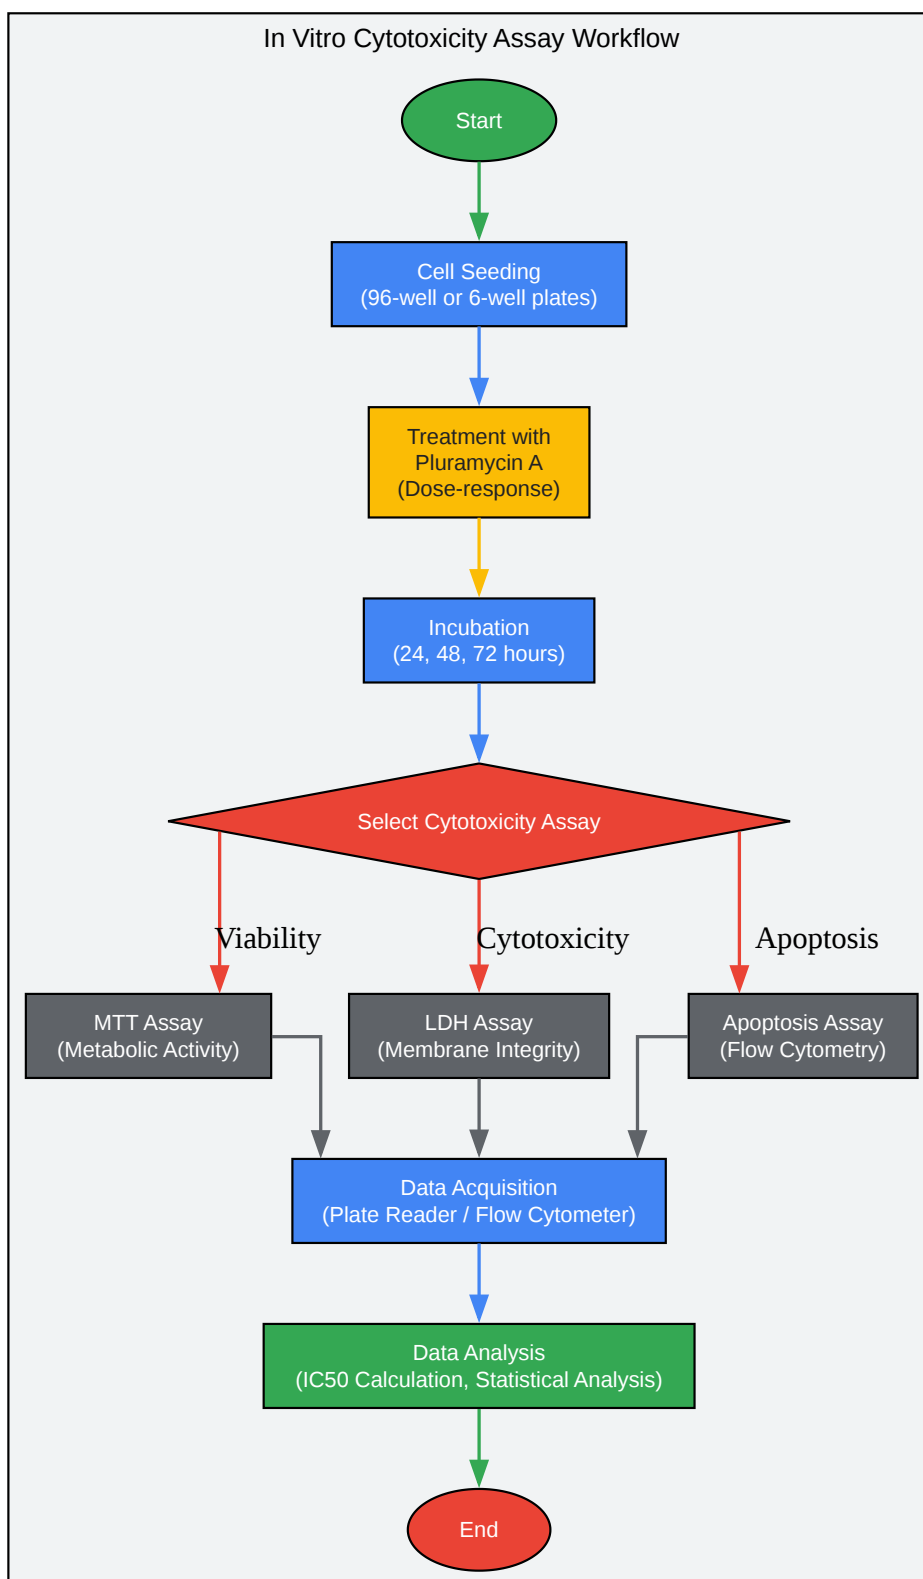 In Vitro Cytotoxicity Assay Workflow
Start
Cell Seeding
(96-well or 6-well plates)
Treatment with
Pluramycin A
(Dose-response)
Incubation
(24, 48, 72 hours)
Select Cytotoxicity Assay
Viability
Cytotoxicity
Apoptosis
MTT Assay
(Metabolic Activity)
LDH Assay
(Membrane Integrity)
Apoptosis Assay
(Flow Cytometry)
Data Acquisition
(Plate Reader / Flow Cytometer)
Data Analysis
(IC50 Calculation, Statistical Analysis)
End